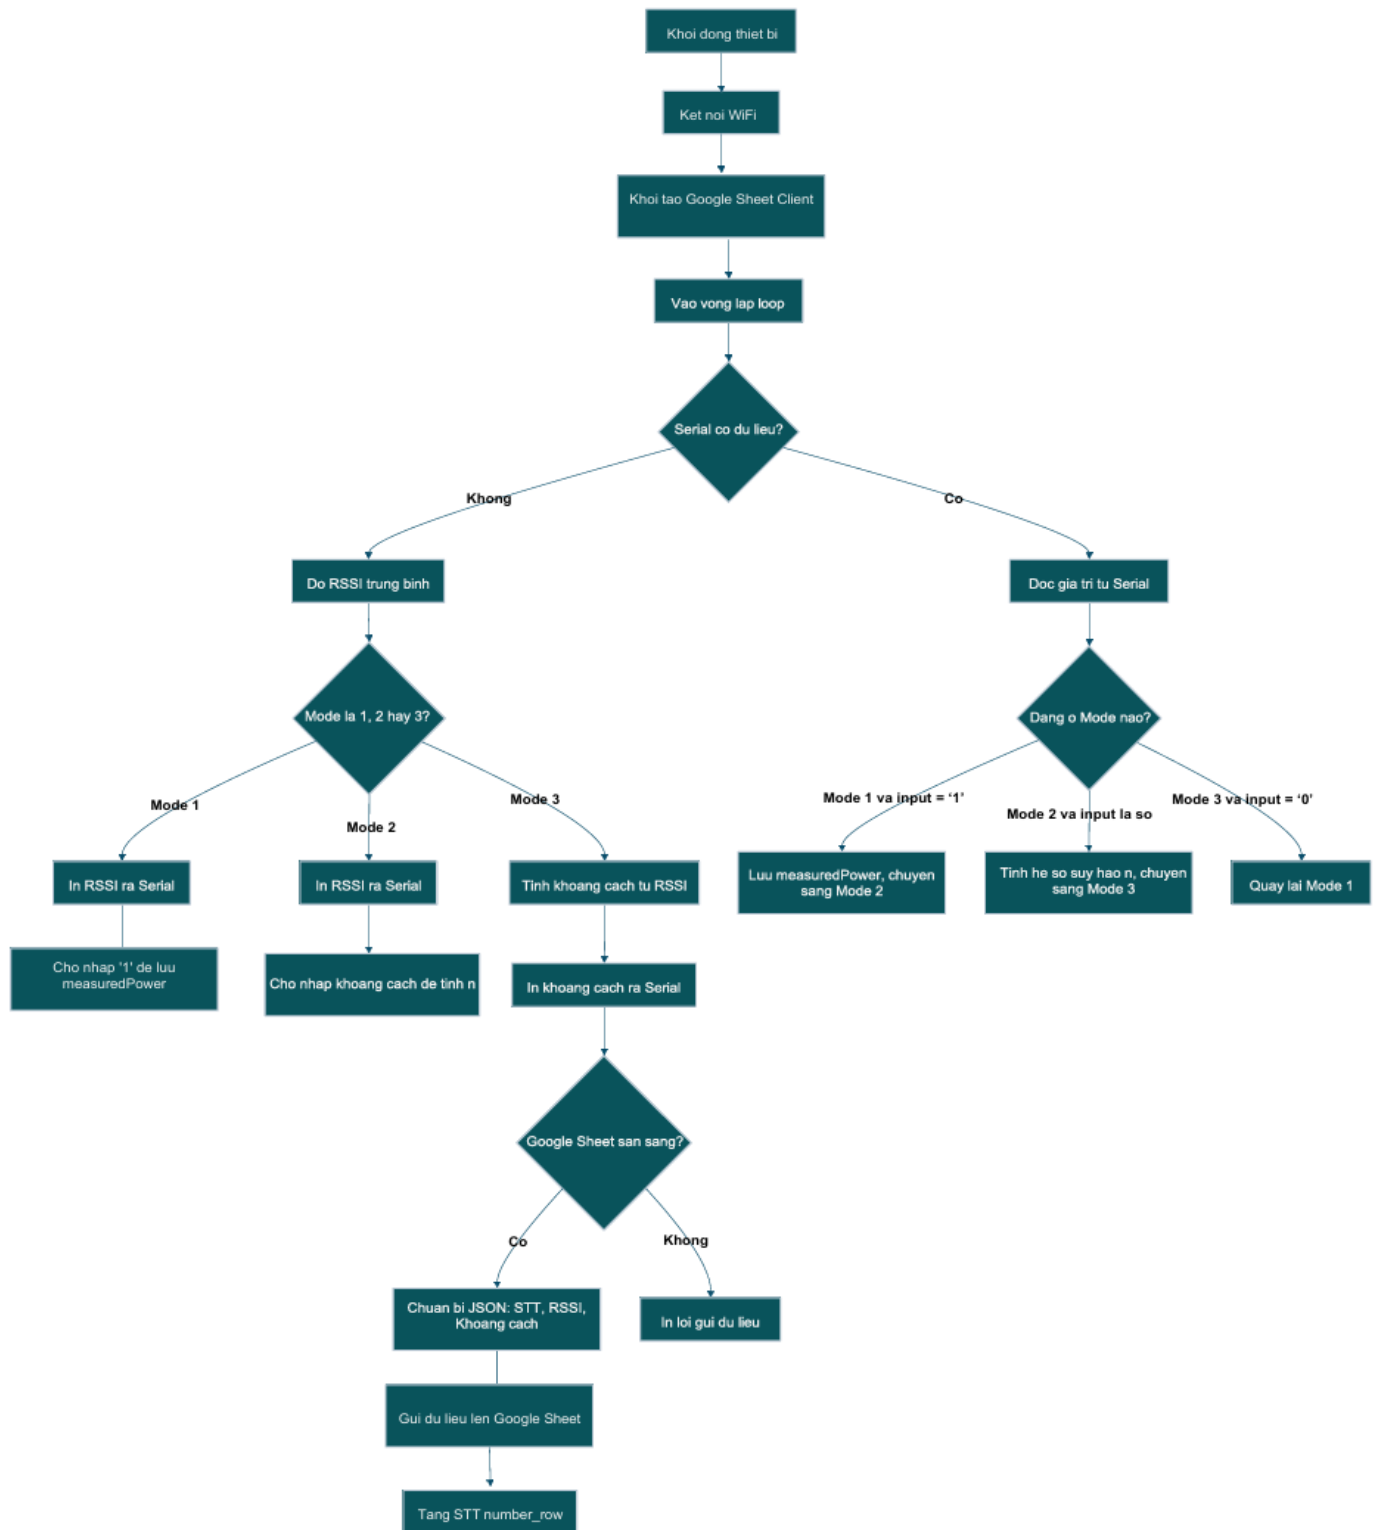 Khoi dong thiet bi
Ket noi WiFi
Khoi tao Google Sheet Client
Vao vong lap loop
Serial co du lieu?
Khong
Co
Do RSSI trung binh
Doc gia tri tu Serial
Mode la 1, 2 hay 3?
Dang o Mode nao?
Mode 1
Mode 2
Mode 3
Mode 1 va input = ‘1’
Mode 2 va input la so
Mode 3 va input = ‘0’
In RSSI ra Serial
In RSSI ra Serial
Tinh khoang cach tu RSSI
Luu measuredPower, chuyen
sang Mode 2
Tinh he so suy hao n, chuyen
sang Mode 3
Quay lai Mode 1
Cho nhap '1' de luu
measuredPower
Cho nhap khoang cach de tinh n
In khoang cach ra Serial
Google Sheet san sang?
Co
Khong
Chuan bi JSON: STT, RSSI,
Khoang cach
In loi gui du lieu
Gui du lieu len Google Sheet
Tang STT number_row